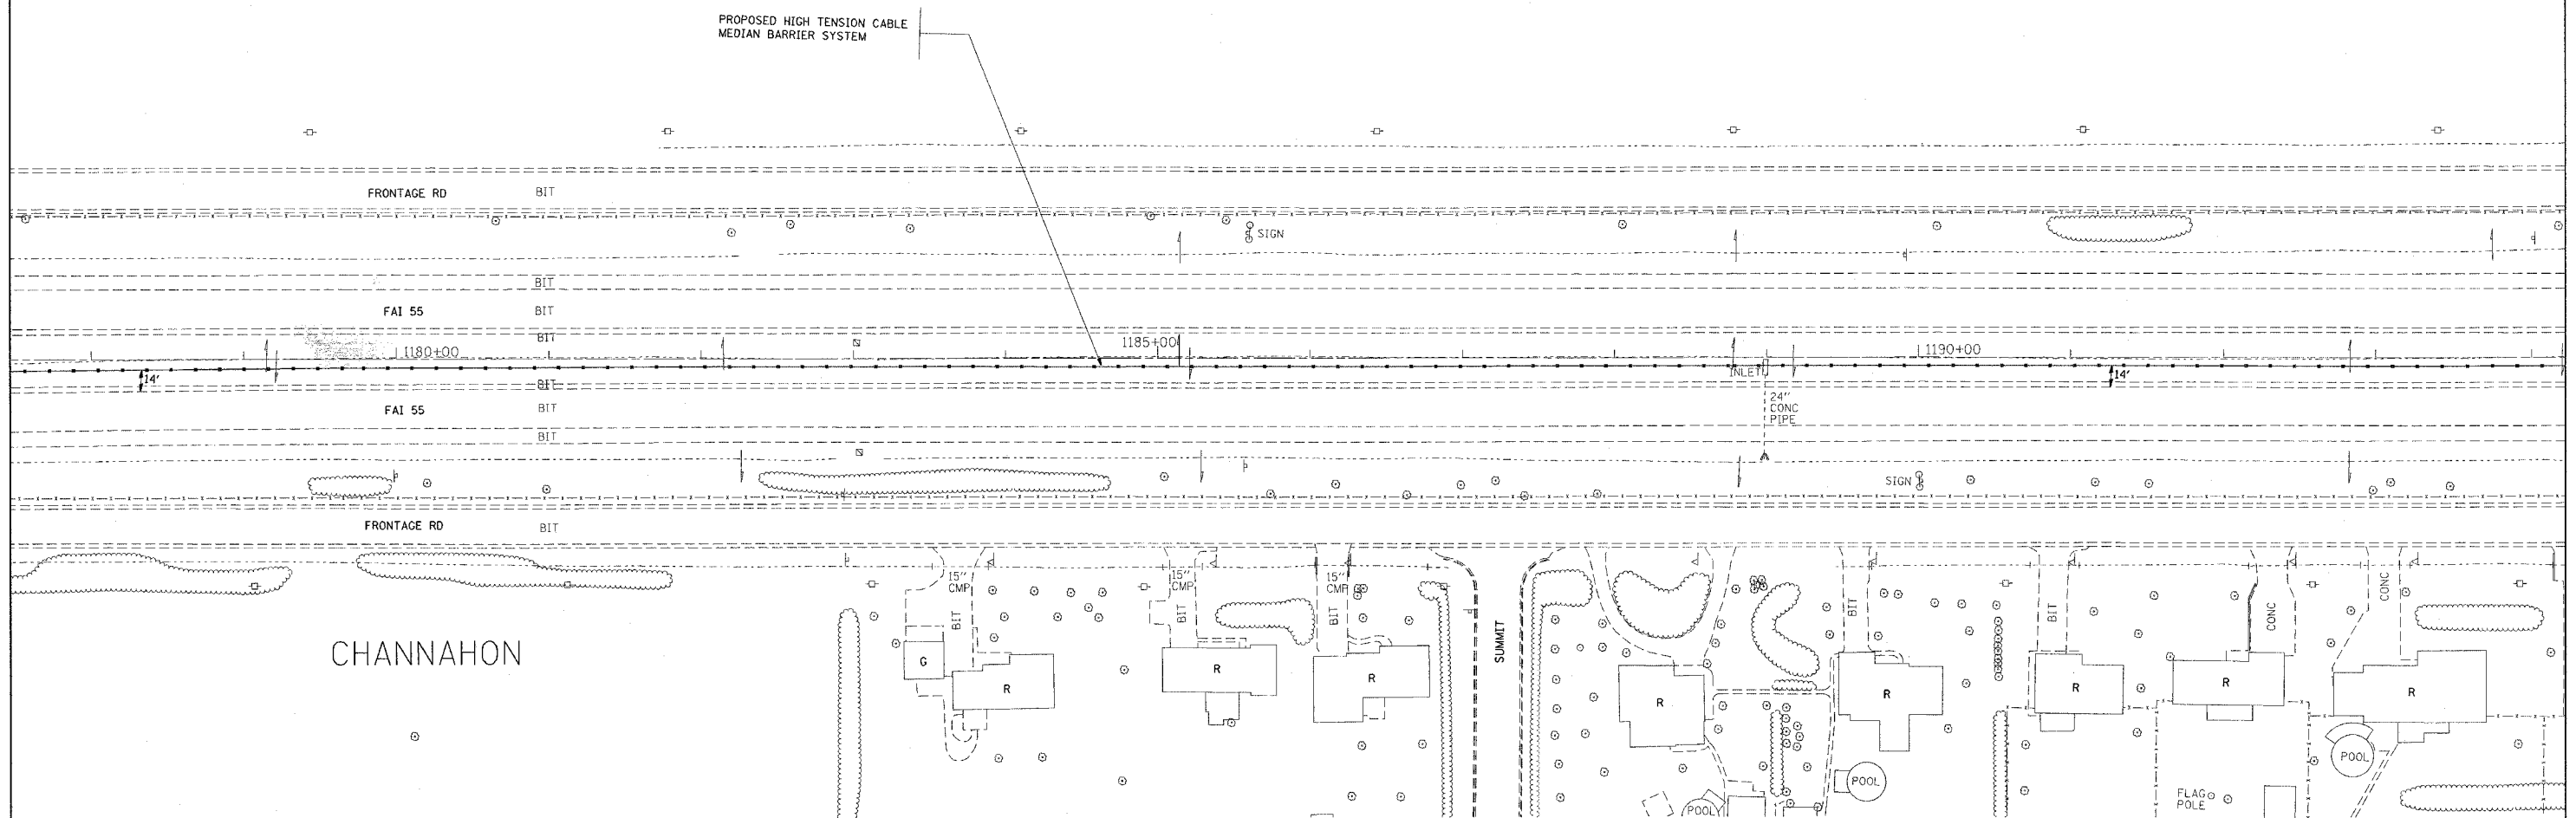 PROPOSED HIGH TENSION CABLE
MEDIAN BARRIER SYSTEM
FRONTAGE RD BIT
SIGN
BIT
FAI 55 BIT
BIT
1180+00 1185+00 1190+00
14' BIT INLET 14'
FAI 55 BIT
BIT
24"
CONC
PIPE
SIGN
FRONTAGE RD BIT
15"
CMP
BIT
15"
CMP
BIT
15"
CMP
BIT
SUMMIT
BIT
BIT
CONC
CONC
CHANNAHON
G
R
R
R
R
R
R
R
R
POOL
POOL
POOL
FLAG
POLE